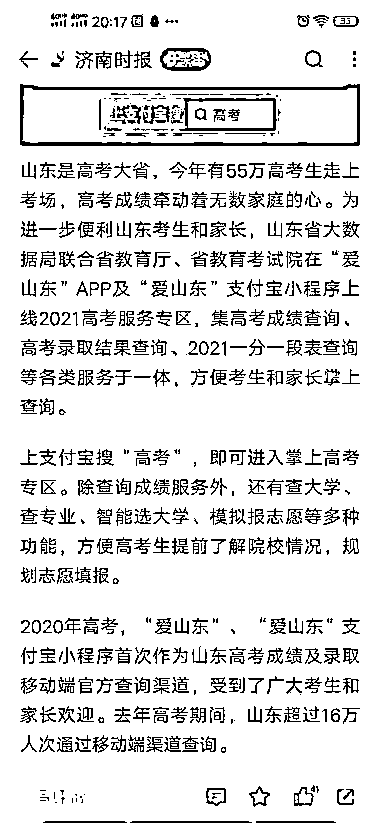 20:17
济南时报
上支付宝搜 高考
山东是高考大省，今年有55万高考生走上
考场，高考成绩牵动着无数家庭的心。为
进一步便利山东考生和家长，山东省大数
据局联合省教育厅、省教育考试院在“爱
山东”APP及“爱山东”支付宝小程序上
线2021高考服务专区，集高考成绩查询、
高考录取结果查询、2021一分一段表查询
等各类服务于一体，方便考生和家长掌上
查询。
上支付宝搜“高考”，即可进入掌上高考
专区。除查询成绩服务外，还有查大学、
查专业、智能选大学、模拟报志愿等多种
功能，方便高考生提前了解院校情况，规
划志愿填报。
2020年高考，“爱山东”、“爱山东”支
付宝小程序首次作为山东高考成绩及录取
移动端官方查询渠道，受到了广大考生和
家长欢迎。去年高考期间，山东超过16万
人次通过移动端渠道查询。